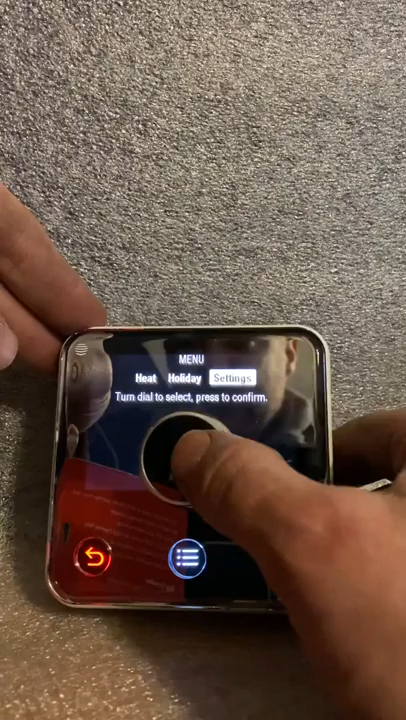 MENU
Heat Holiday Settings
Turn dial to select, press to confirm.